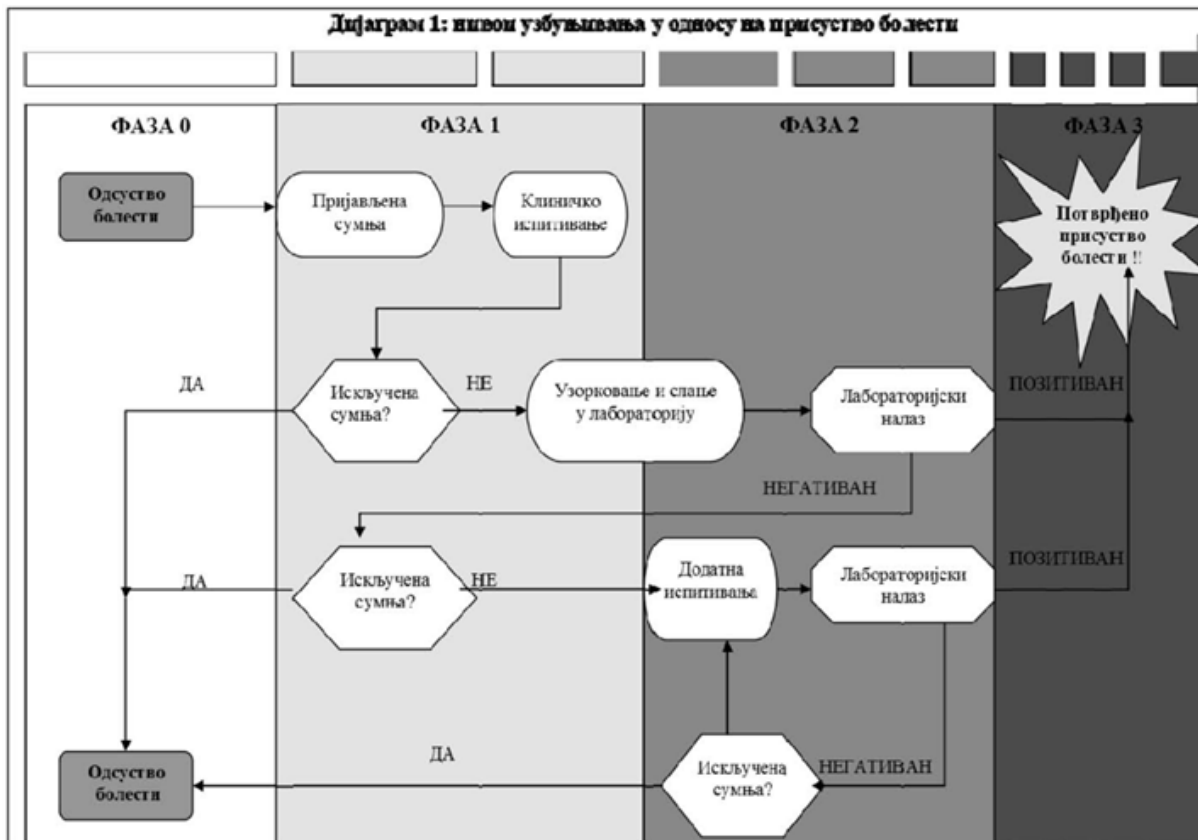 Дијаграм 1: нивои узбуњивања у односу на присуство болести
ФАЗА 0
ФАЗА 1
ФАЗА 2
ФАЗА 3
Одсуство
болести
Пријављена
сумња
Клиничко
испитивање
Потврђено
присуство
болести !!
ДА
Искључена
сумња?
НЕ
Узорковање и слање
у лабораторију
Лабораторијски
налаз
ПОЗИТИВАН
НЕГАТИВАН
ДА
Искључена
сумња?
НЕ
Додатна
испитивања
Лабораторијски
налаз
ПОЗИТИВАН
Одсуство
болести
ДА
Искључена
сумња?
НЕГАТИВАН